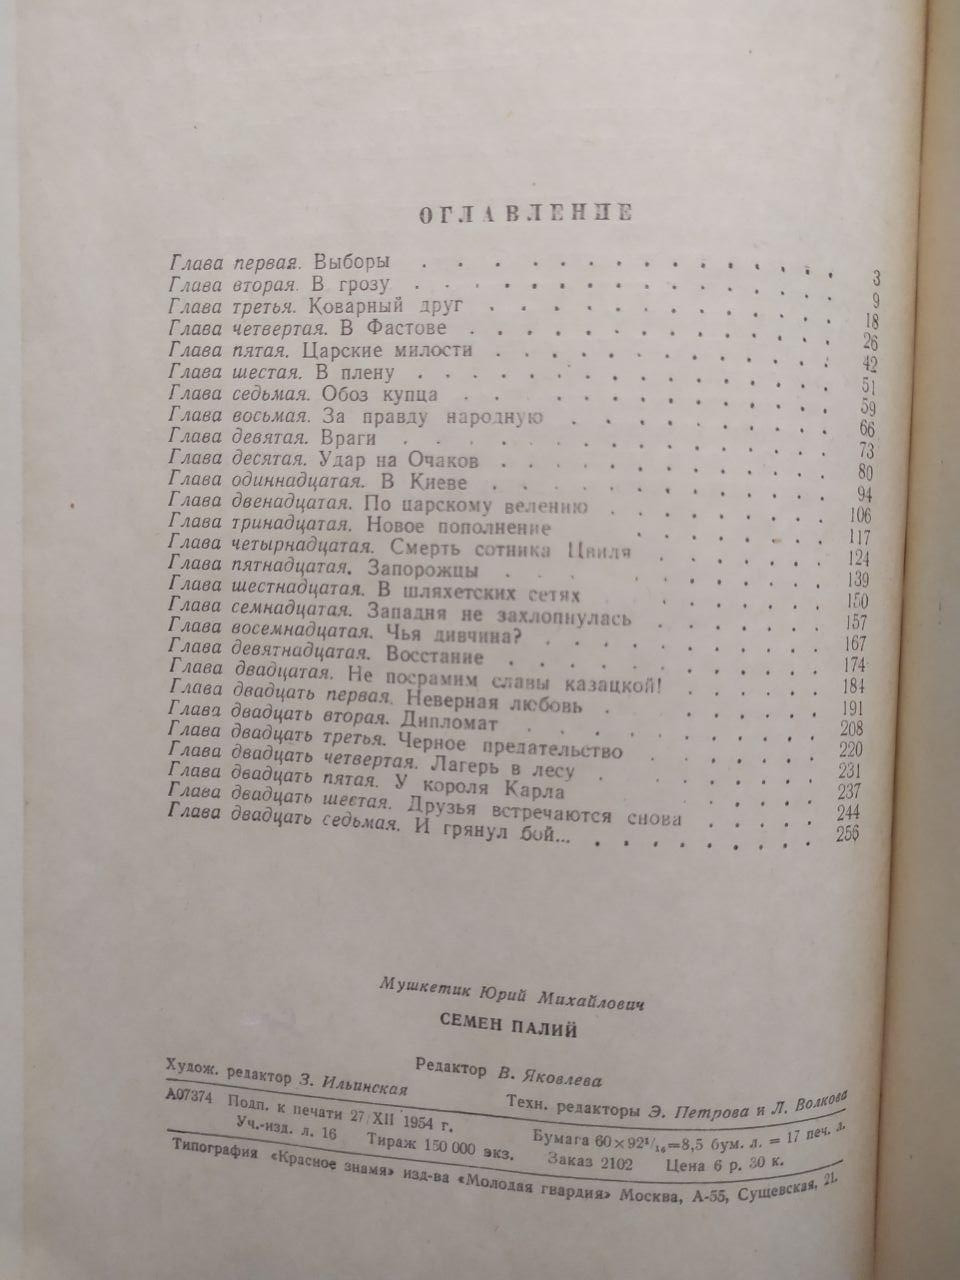 ОГЛАВЛЕНИЕ
Глава первая. Выборы . . . . . . . . . . . . . . . 3
Глава вторая. В грозу . . . . . . . . . . . . . . . 9
Глава третья. Коварный друг . . . . . . . . . . . . 18
Глава четвертая. В Фастове . . . . . . . . . . . . . 26
Глава пятая. Царские милости . . . . . . . . . . . . 42
Глава шестая. В плену . . . . . . . . . . . . . . . 51
Глава седьмая. Обоз купца . . . . . . . . . . . . . 59
Глава восьмая. За правду народную . . . . . . . . . 66
Глава девятая. Враги . . . . . . . . . . . . . . . 73
Глава десятая. Удар на Очаков . . . . . . . . . . . 80
Глава одиннадцатая. В Киеве . . . . . . . . . . . . 94
Глава двенадцатая. По царскому велению . . . . . . . 106
Глава тринадцатая. Новое пополнение . . . . . . . . 117
Глава четырнадцатая. Смерть сотника Цвиля . . . . . . 124
Глава пятнадцатая. Запорожцы . . . . . . . . . . . . 139
Глава шестнадцатая. В шляхетских сетях . . . . . . . 150
Глава семнадцатая. Западня не захлопнулась . . . . . 157
Глава восемнадцатая. Чья дивчина? . . . . . . . . . 167
Глава девятнадцатая. Восстание . . . . . . . . . . . 174
Глава двадцатая. Не посрамим славы казацкой! . . . . 184
Глава двадцать первая. Неверная любовь . . . . . . . 191
Глава двадцать вторая. Дипломат . . . . . . . . . . 208
Глава двадцать третья. Черное предательство . . . . . 220
Глава двадцать четвертая. Лагерь в лесу . . . . . . 231
Глава двадцать пятая. У короля Карла . . . . . . . . 237
Глава двадцать шестая. Друзья встречаются снова . . . 244
Глава двадцать седьмая. И грянул бой... . . . . . . . 256
Мушкетик Юрий Михайлович
СЕМЕН ПАЛИЙ
Редактор В. Яковлева
Худож. редактор З. Ильинская Техн. редакторы Э. Петрова и Л. Волкова
А07374 Подп. к печати 27/XII 1954 г. Бумага 60×92¹/₁₆=8,5 бум. л. = 17 печ. л.
Уч.-изд. л. 16 Тираж 150 000 экз. Заказ 2102 Цена 6 р. 30 к.
Типография «Красное знамя» изд-ва «Молодая гвардия» Москва, А-55, Сущевская, 21.